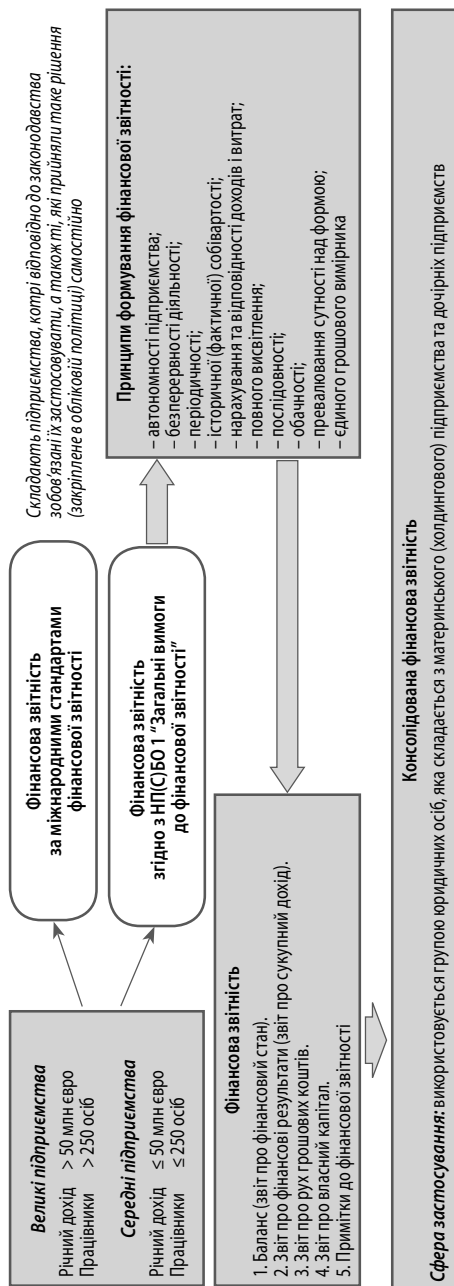 Великі підприємства
Річний дохід > 50 млн євро
Працівники > 250 осіб
Середні підприємства
Річний дохід ≤ 50 млн євро
Працівники ≤ 250 осіб
Фінансова звітність
за міжнародними стандартами
фінансової звітності
Складають підприємства, котрі відповідно до законодавства
зобов'язані їх застосовувати, а також ті, які прийняли таке рішення
(закріплене в обліковій політиці) самостійно
Фінансова звітність
згідно з НП(С)БО 1 "Загальні вимоги
до фінансової звітності"
Принципи формування фінансової звітності:
– автономності підприємства;
– безперервності діяльності;
– періодичності;
– історичної (фактичної) собівартості;
– нарахування та відповідності доходів і витрат;
– повного висвітлення;
– послідовності;
– обачності;
– превалювання сутності над формою;
– єдиного грошового вимірника
Фінансова звітність
1. Баланс (звіт про фінансовий стан).
2. Звіт про фінансові результати (звіт про сукупний дохід).
3. Звіт про рух грошових коштів.
4. Звіт про власний капітал.
5. Примітки до фінансової звітності
Консолідована фінансова звітність
Сфера застосування: використовується групою юридичних осіб, яка складається з материнського (холдингового) підприємства та дочірніх підприємств